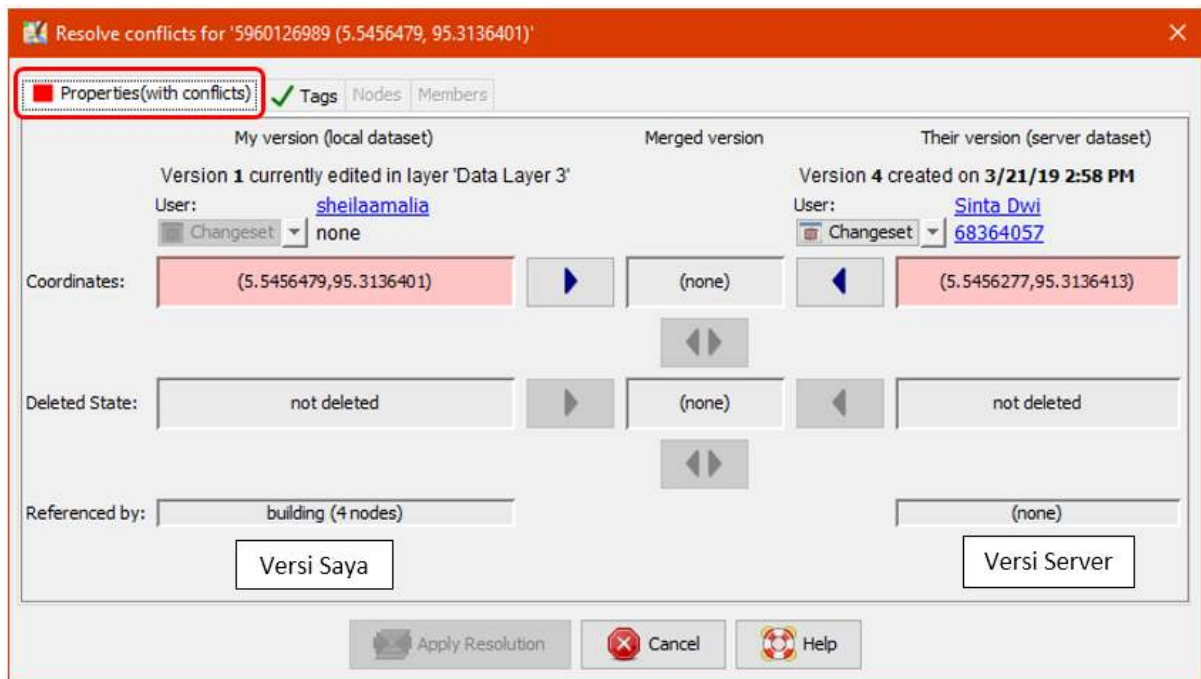 Resolve conflicts for '5960126989 (5.5456479, 95.3136401)'
Properties(with conflicts) Tags Nodes Members
My version (local dataset) Merged version Their version (server dataset)
Version 1 currently edited in layer 'Data Layer 3' Version 4 created on 3/21/19 2:58 PM
User: sheilaamalia User: Sinta Dwi
Changeset none Changeset 68364057
Coordinates: (5.5456479,95.3136401) (none) (5.5456277,95.3136413)
Deleted State: not deleted (none) not deleted
Referenced by: building (4 nodes) (none)
Versi Saya Versi Server
Apply Resolution Cancel Help